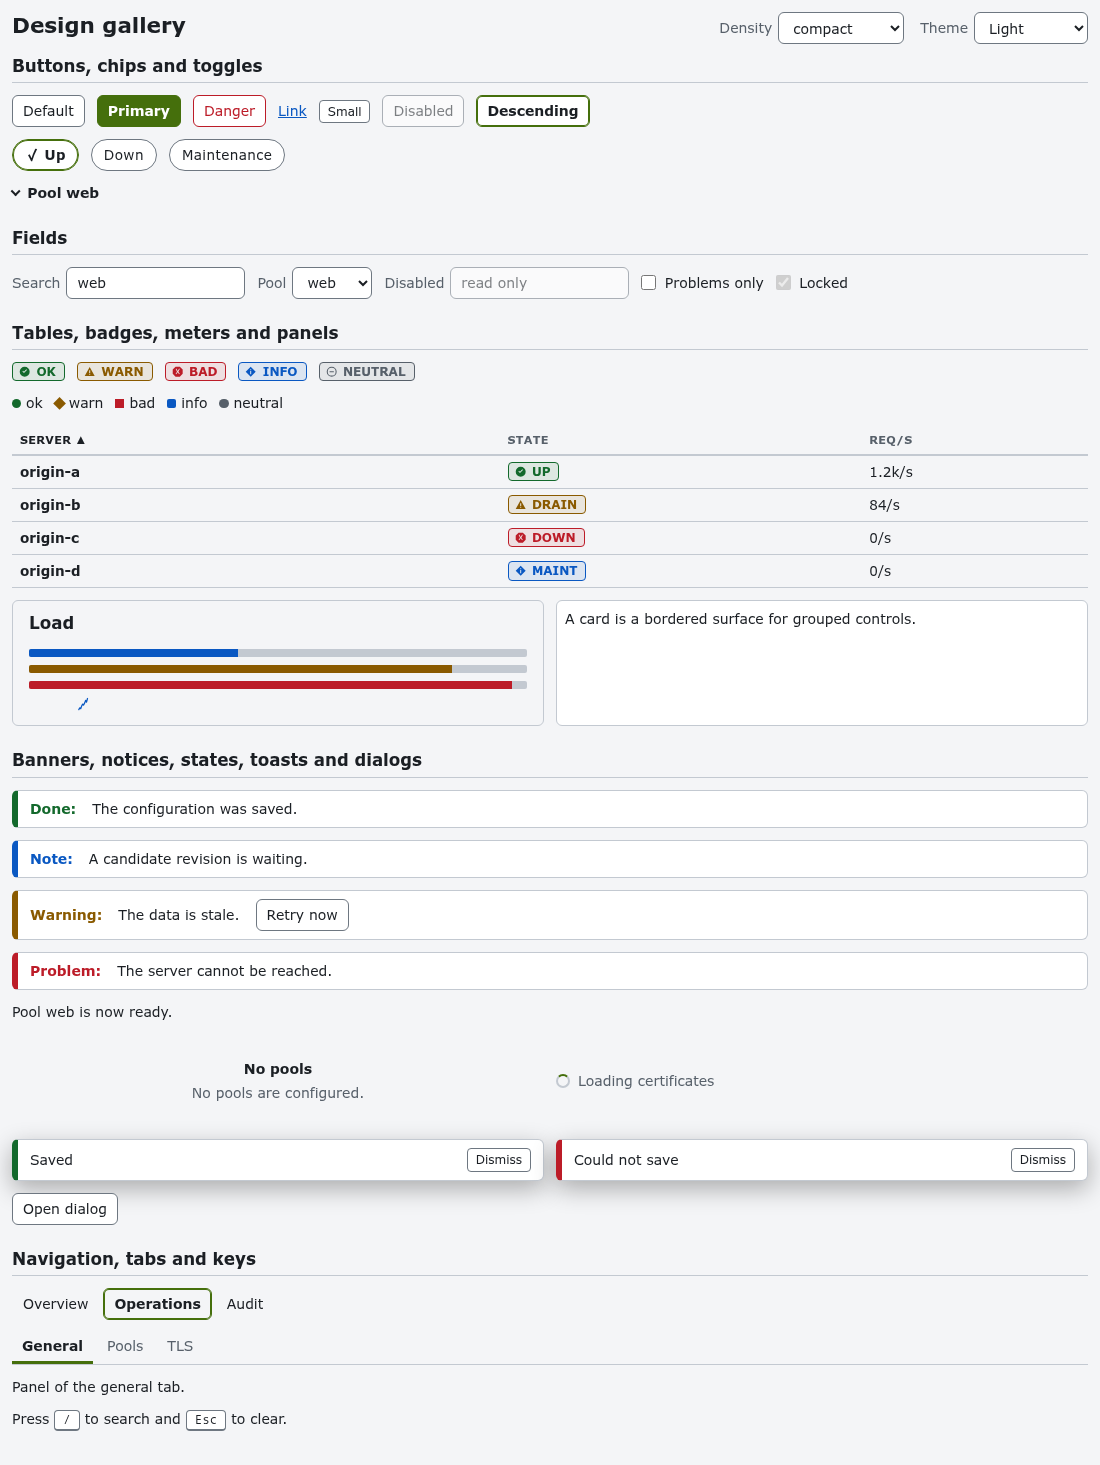 Design gallery
Density compact Theme Light
Buttons, chips and toggles
Default Primary Danger Link Small Disabled Descending
✓ Up Down Maintenance
Pool web
Fields
Search web Pool web Disabled read only Problems only Locked
Tables, badges, meters and panels
OK WARN BAD INFO NEUTRAL
ok warn bad info neutral
SERVER ▲ STATE REQ/S
origin-a UP 1.2k/s
origin-b DRAIN 84/s
origin-c DOWN 0/s
origin-d MAINT 0/s
Load
A card is a bordered surface for grouped controls.
Banners, notices, states, toasts and dialogs
Done: The configuration was saved.
Note: A candidate revision is waiting.
Warning: The data is stale. Retry now
Problem: The server cannot be reached.
Pool web is now ready.
No pools
No pools are configured.
Loading certificates
Saved Dismiss
Could not save Dismiss
Open dialog
Navigation, tabs and keys
Overview Operations Audit
General Pools TLS
Panel of the general tab.
Press / to search and Esc to clear.